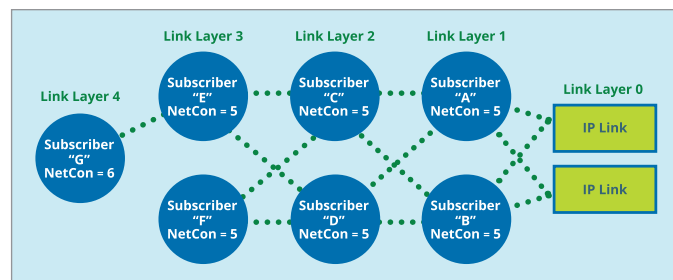 Link Layer 4
Link Layer 3
Link Layer 2
Link Layer 1
Link Layer 0
Subscriber
“G”
NetCon = 6
Subscriber
“E”
NetCon = 5
Subscriber
“C”
NetCon = 5
Subscriber
“A”
NetCon = 5
IP Link
Subscriber
“F”
NetCon = 5
Subscriber
“D”
NetCon = 5
Subscriber
“B”
NetCon = 5
IP Link